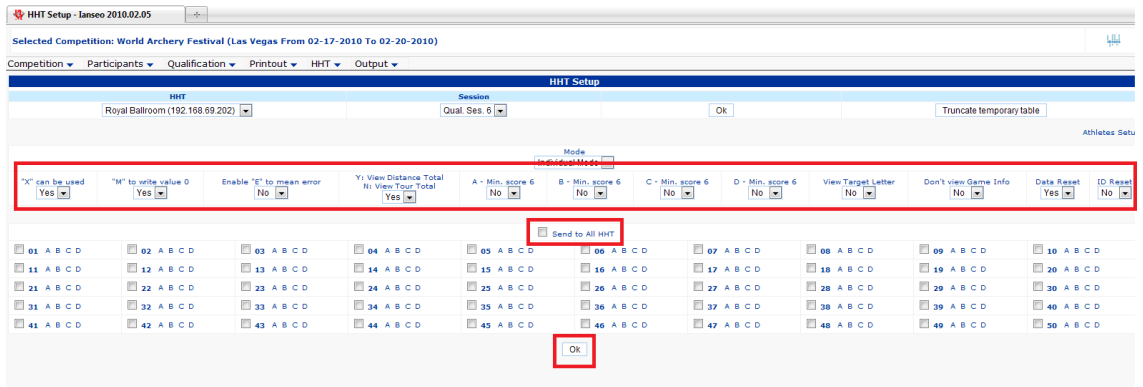 HHT Setup - Ianseo 2010.02.05
Selected Competition: World Archery Festival (Las Vegas From 02-17-2010 To 02-20-2010)
Competition Participants Qualification Printout HHT Output
HHT Setup
HHT Session
Royal Ballroom (192.168.69.202) Qual. Ses. 6 Ok Truncate temporary table
Athletes Setu
Mode
Individual Mode
"X" can be used "M" to write value 0 Enable "E" to mean error Y: View Distance Total N: View Tour Total A - Min. score 6 B - Min. score 6 C - Min. score 6 D - Min. score 6 View Target Letter Don't view Game Info Data Reset ID Reset
Yes Yes No Yes No No No No No No Yes No
Send to All HHT
01 A B C D 02 A B C D 03 A B C D 04 A B C D 05 A B C D 06 A B C D 07 A B C D 08 A B C D 09 A B C D 10 A B C D
11 A B C D 12 A B C D 13 A B C D 14 A B C D 15 A B C D 16 A B C D 17 A B C D 18 A B C D 19 A B C D 20 A B C D
21 A B C D 22 A B C D 23 A B C D 24 A B C D 25 A B C D 26 A B C D 27 A B C D 28 A B C D 29 A B C D 30 A B C D
31 A B C D 32 A B C D 33 A B C D 34 A B C D 35 A B C D 36 A B C D 37 A B C D 38 A B C D 39 A B C D 40 A B C D
41 A B C D 42 A B C D 43 A B C D 44 A B C D 45 A B C D 46 A B C D 47 A B C D 48 A B C D 49 A B C D 50 A B C D
Ok